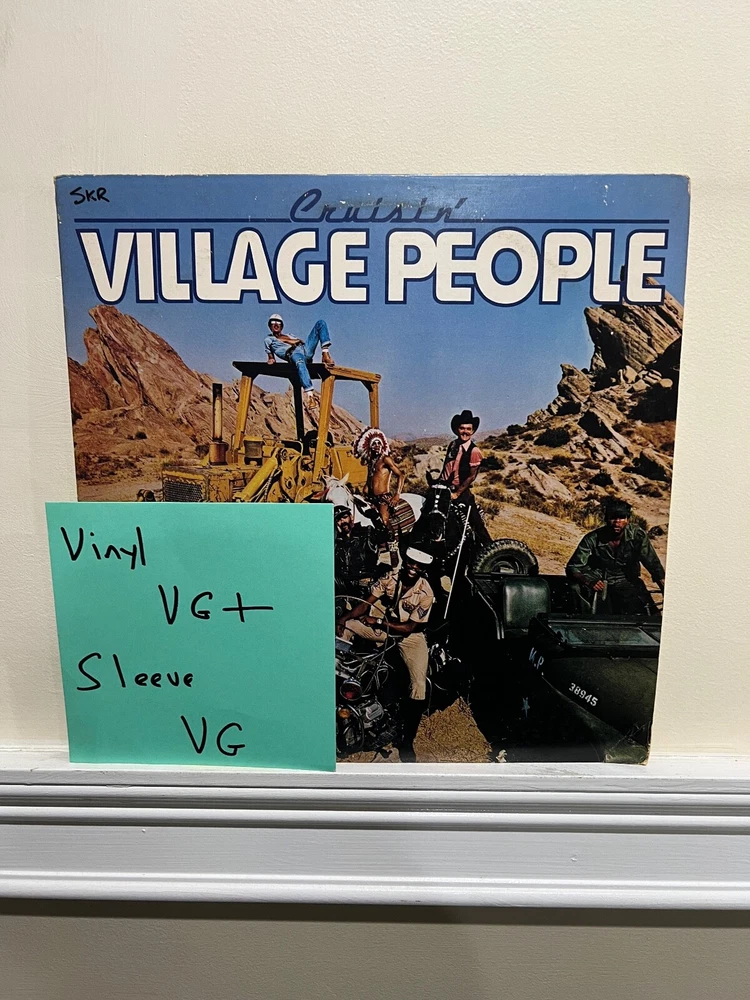 SKR
Cruisin'
VILLAGE PEOPLE
Vinyl
VG+
Sleeve
VG
M.P.
38945